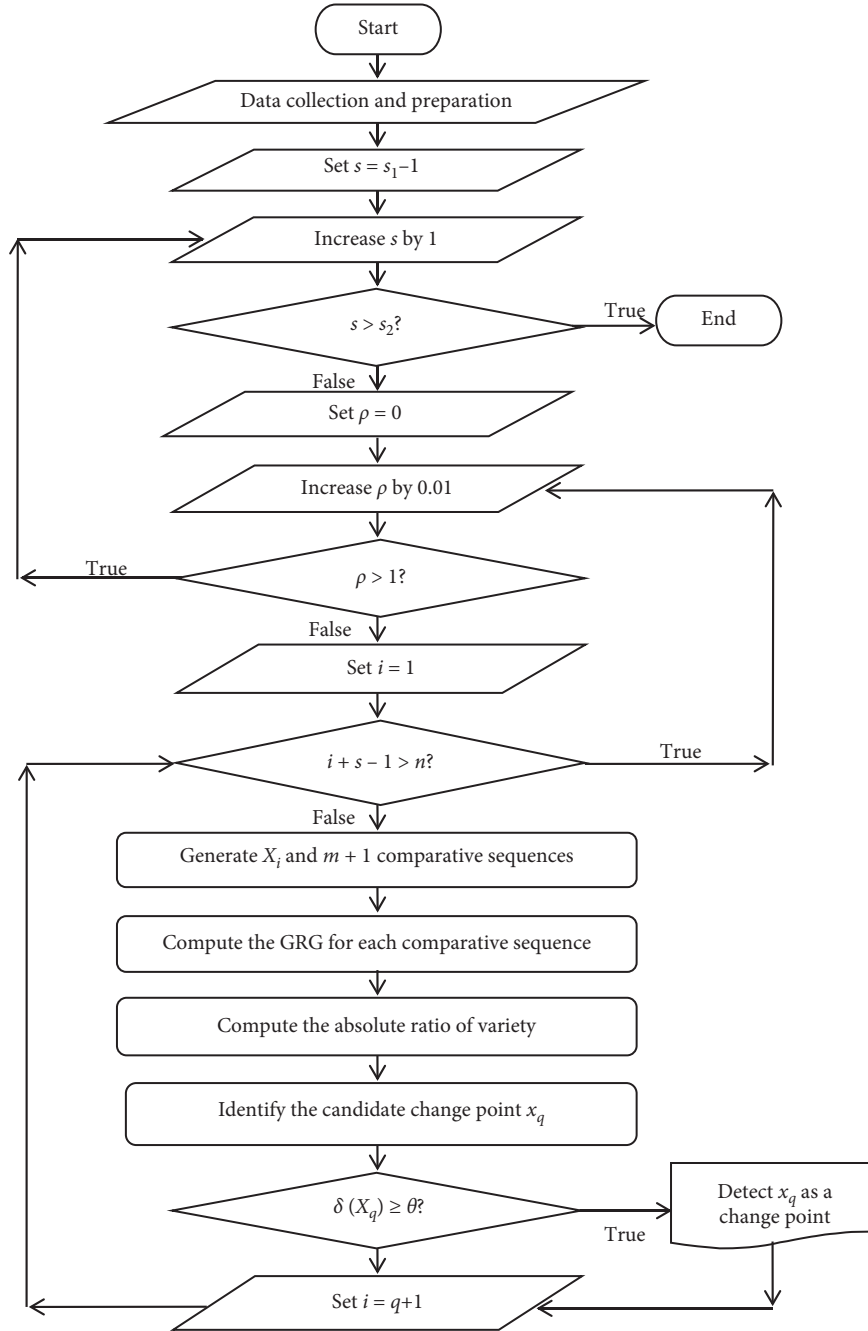 Start
Data collection and preparation
Set s = s₁–1
Increase s by 1
s > s₂?
True
End
False
Set ρ = 0
Increase ρ by 0.01
ρ > 1?
True
False
Set i = 1
i + s – 1 > n?
True
False
Generate Xᵢ and m + 1 comparative sequences
Compute the GRG for each comparative sequence
Compute the absolute ratio of variety
Identify the candidate change point x_q
δ (X_q) ≥ θ?
True
Detect x_q as a
change point
Set i = q+1